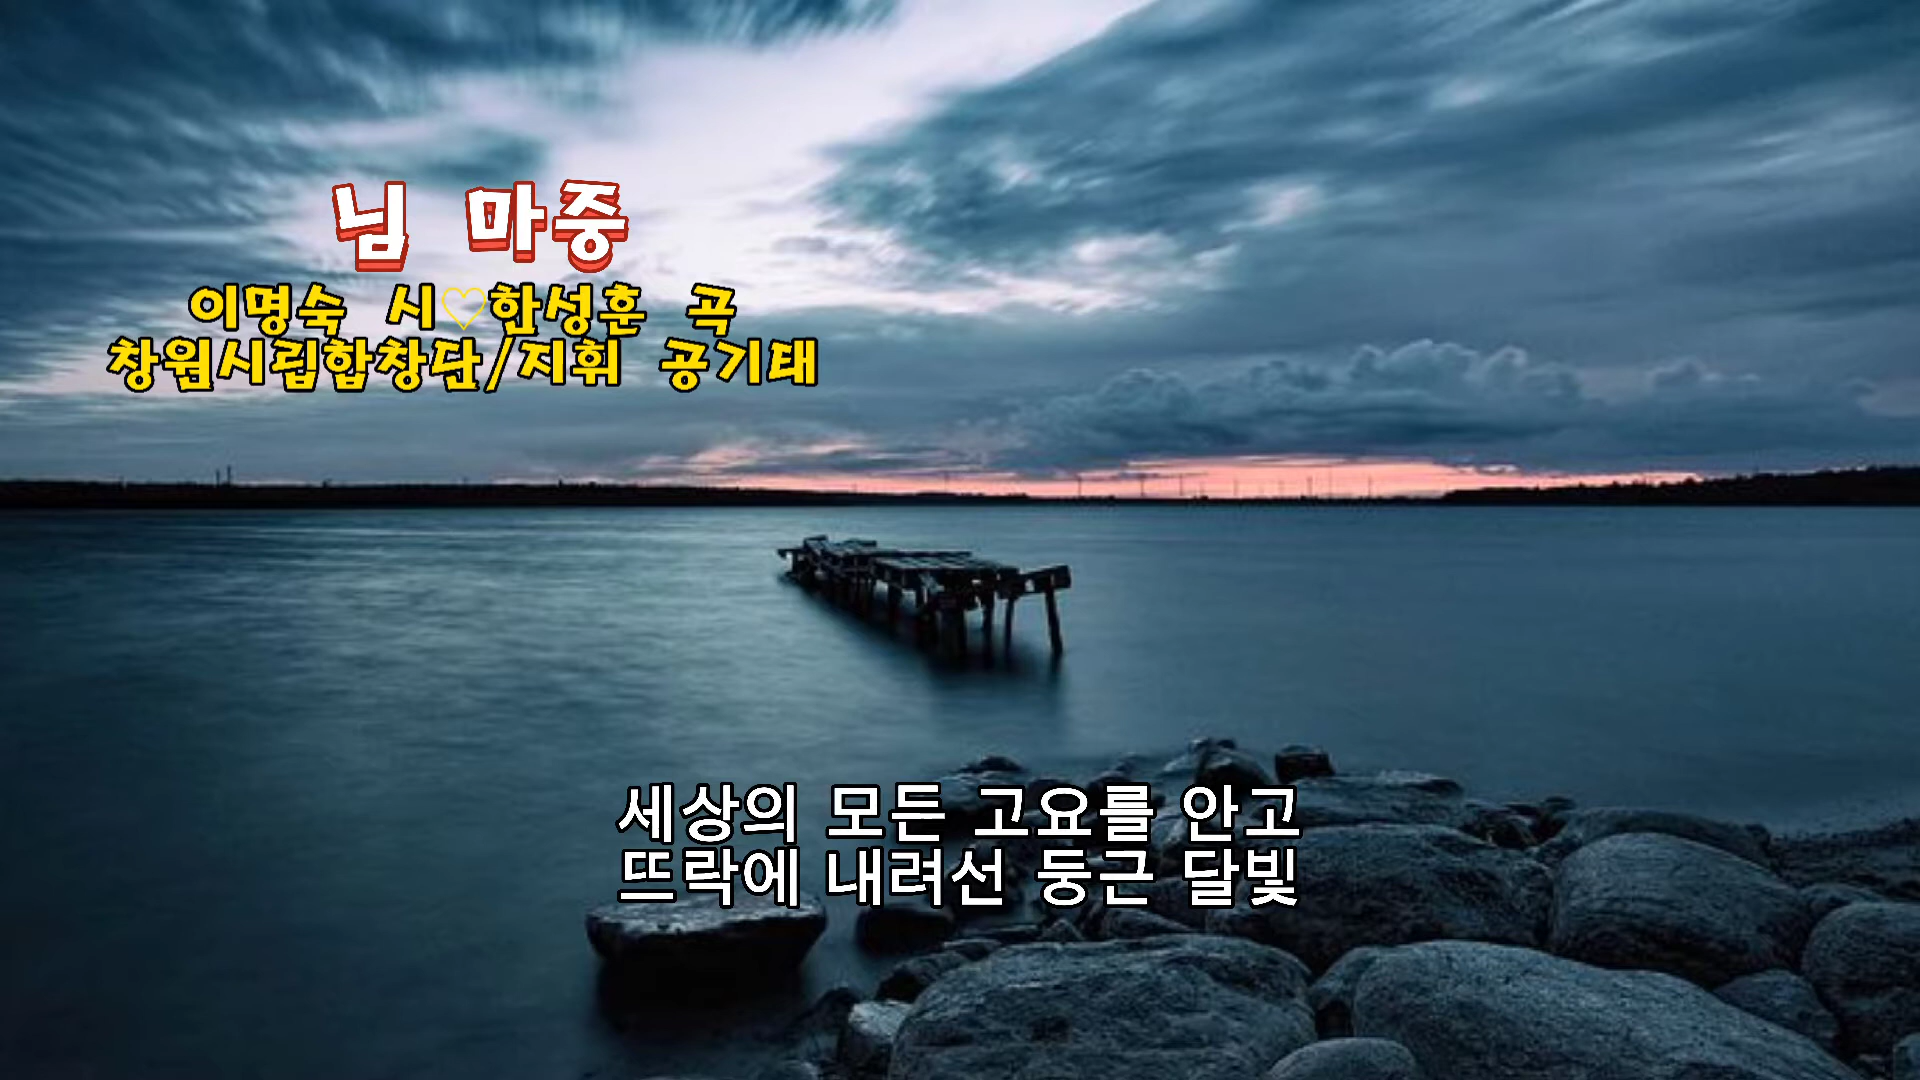 님 마중
이명숙 시♡한성훈 곡
창원시립합창단/지휘 공기태
세상의 모든 고요를 안고
뜨락에 내려선 둥근 달빛